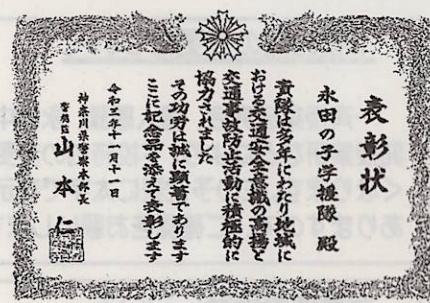 表彰状
永田の子学援隊 殿
貴隊は多年にわたり地域に
おける交通安全意識の高揚と
交通事故防止活動に積極的に
協力されました
その功労は誠に顕著であります
ここに記念品を添えて表彰します
令和三年十一月十一日
神奈川県警察本部長
警視監 山本仁